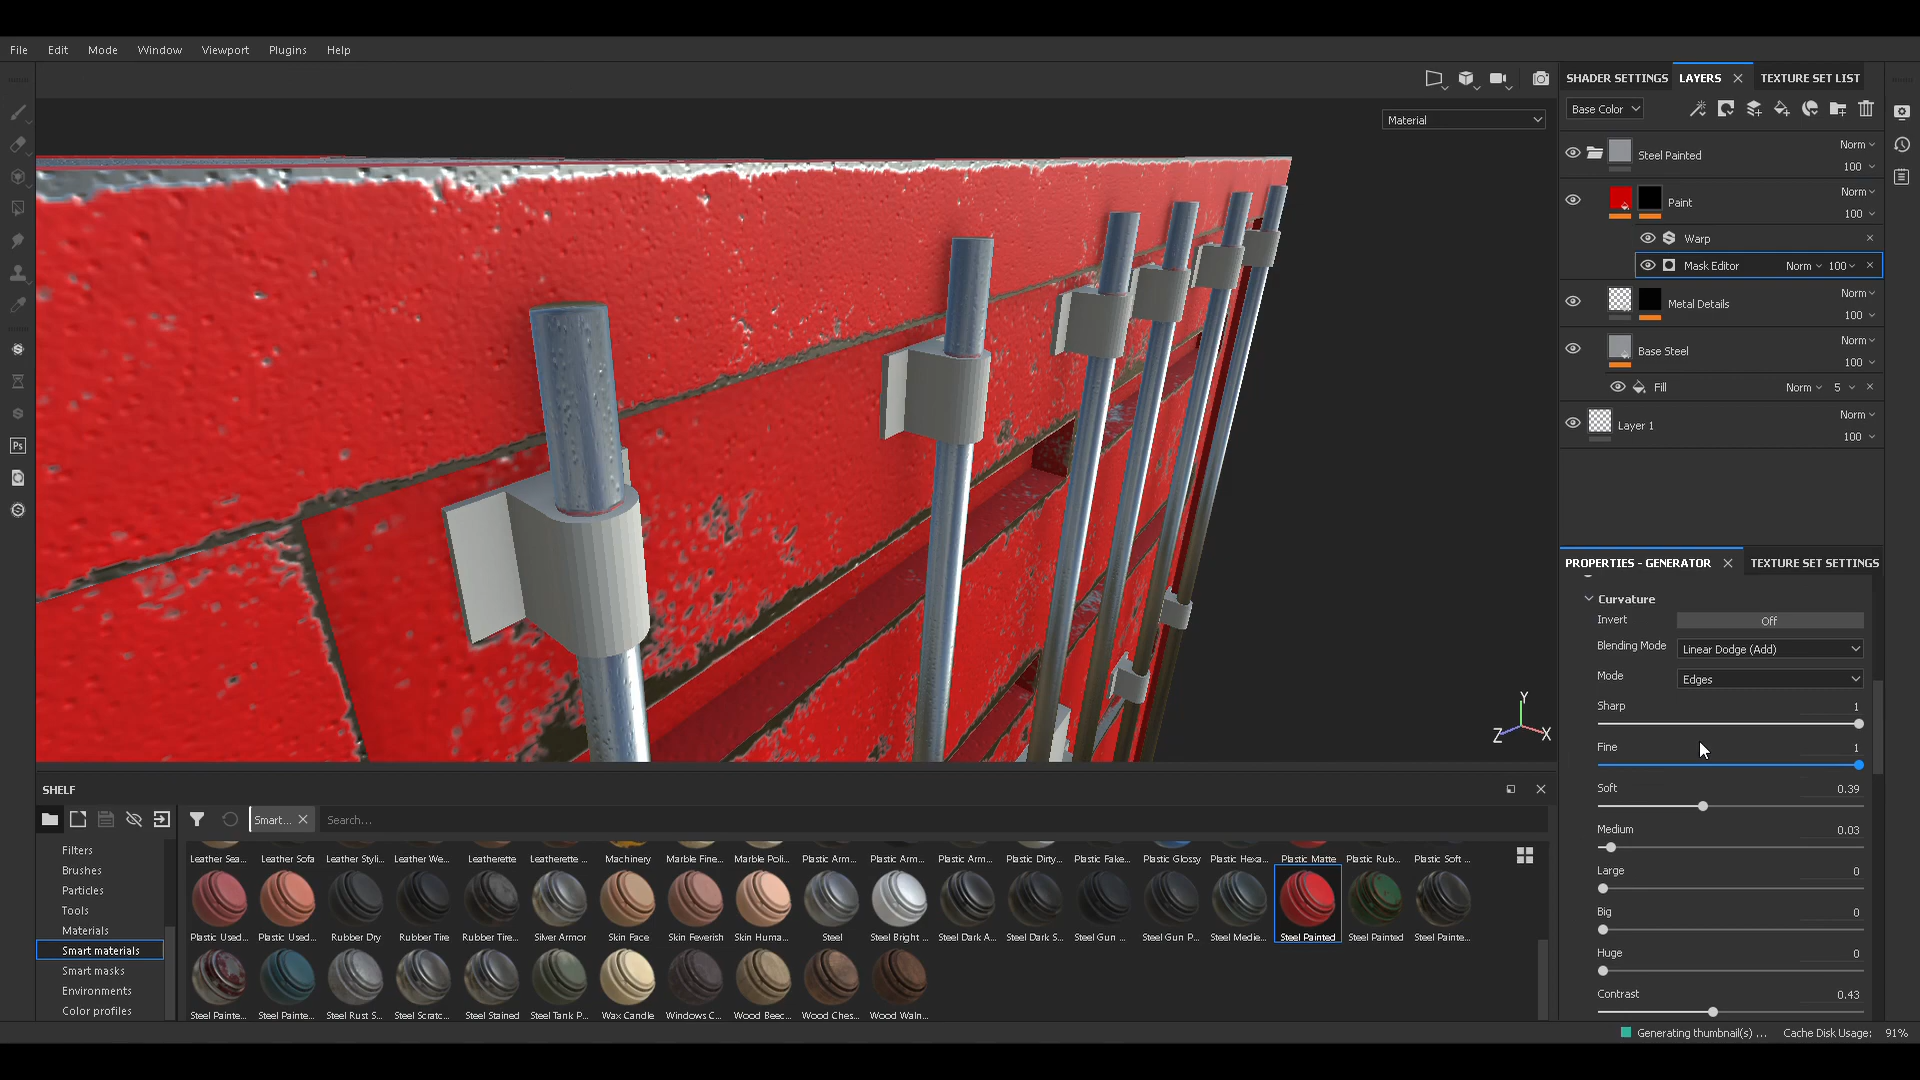 File Edit Mode Window Viewport Plugins Help
SHADER SETTINGS LAYERS TEXTURE SET LIST
Base Color
Material
Steel Painted Norm 100
Paint Norm 100
Warp
Mask Editor Norm 100
Metal Details Norm 100
Base Steel Norm 100
Fill Norm 5
Layer 1 Norm 100
PROPERTIES - GENERATOR TEXTURE SET SETTINGS
Curvature
Invert Off
Blending Mode Linear Dodge (Add)
Mode Edges
Sharp 1
Fine 1
Soft 0.39
Medium 0.03
Large 0
Big 0
Huge 0
Contrast 0.43
Y
Z X
SHELF
Ps
Smart... Search...
Filters
Brushes
Particles
Tools
Materials
Smart materials
Smart masks
Environments
Color profiles
Leather Sea... Leather Sofa Leather Styli... Leather We... Leatherette Leatherette ... Machinery Marble Fine... Marble Poli... Plastic Arm... Plastic Arm... Plastic Arm... Plastic Dirty... Plastic Fake... Plastic Glossy Plastic Hexa... Plastic Matte Plastic Rub... Plastic Soft ...
Plastic Used... Plastic Used... Rubber Dry Rubber Tire Rubber Tire... Silver Armor Skin Face Skin Feverish Skin Huma... Steel Steel Bright ... Steel Dark A... Steel Dark S... Steel Gun ... Steel Gun P... Steel Medie... Steel Painted Steel Painted Steel Painte...
Steel Painte... Steel Painte... Steel Rust S... Steel Scratc... Steel Stained Steel Tank P... Wax Candle Windows C... Wood Beec... Wood Ches... Wood Waln...
Generating thumbnail(s) ... Cache Disk Usage: 91%